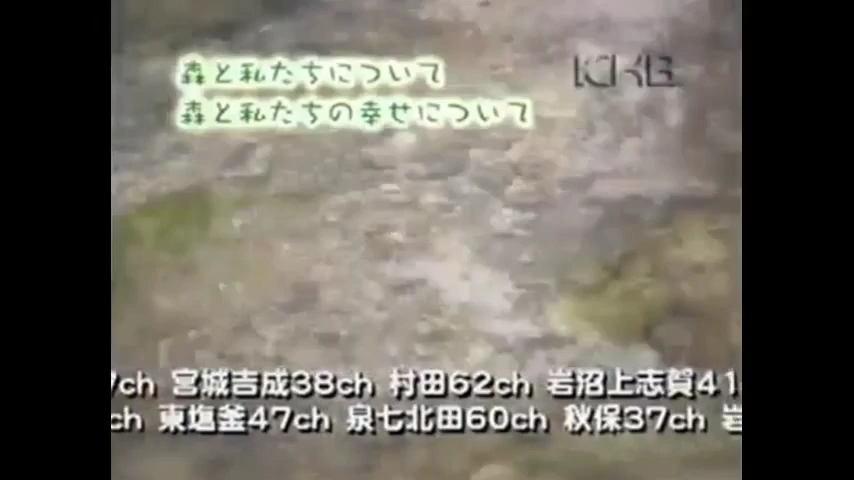 森と私たちについて
KHB
森と私たちの幸せについて
7ch 宮城吉成38ch 村田62ch 岩沼上志賀41
ch 東塩釜47ch 泉七北田60ch 秋保37ch 岩